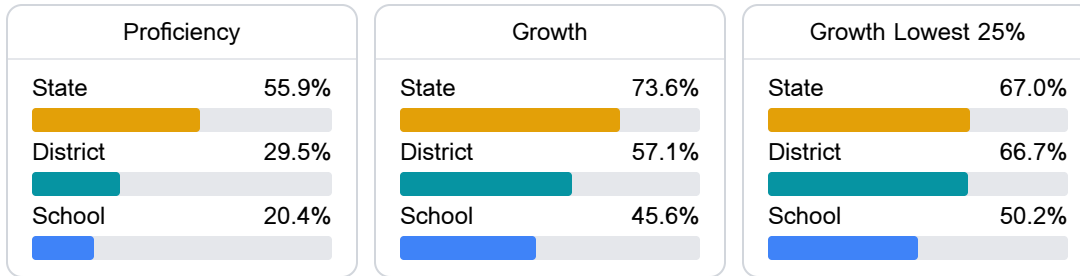 Proficiency
State 55.9%
District 29.5%
School 20.4%
Growth
State 73.6%
District 57.1%
School 45.6%
Growth Lowest 25%
State 67.0%
District 66.7%
School 50.2%